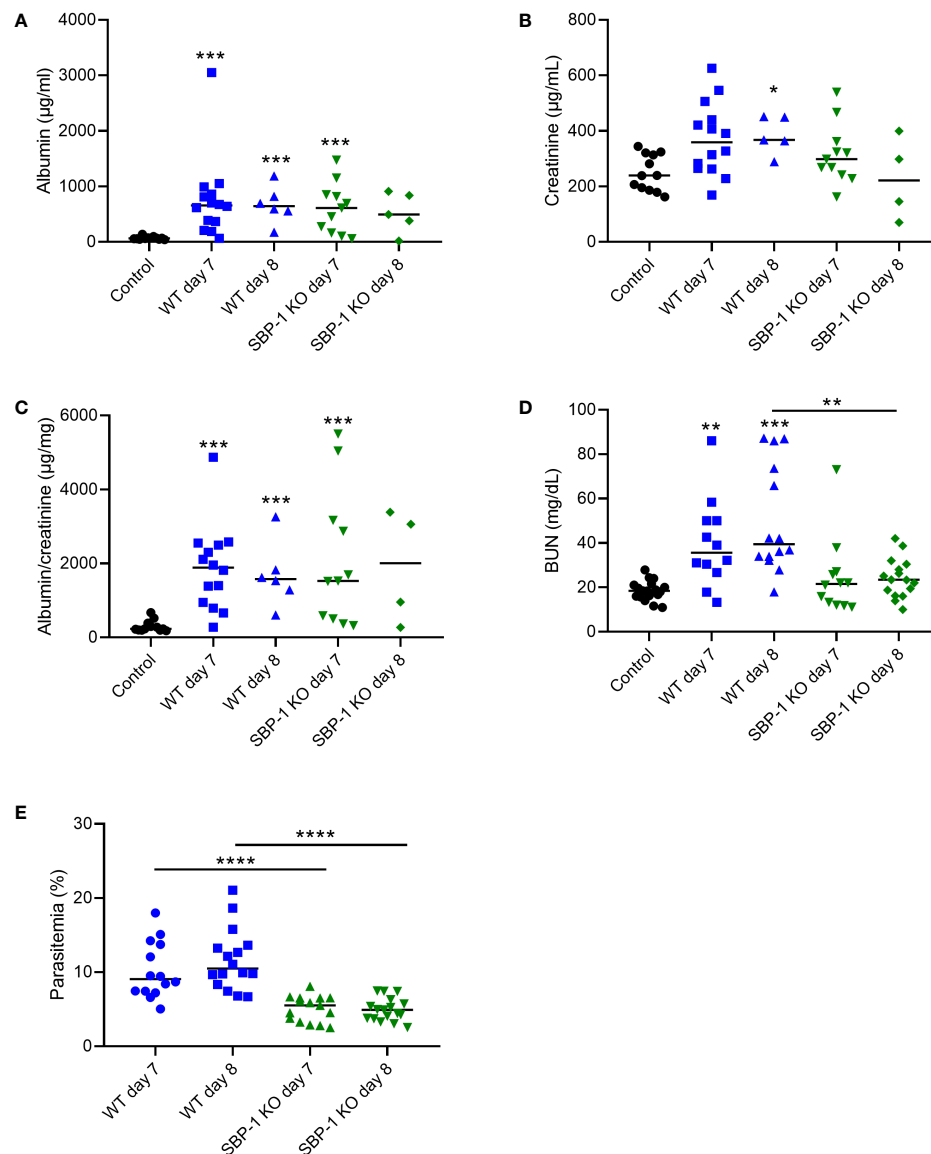 A
Albumin (µg/ml)
4000
3000
2000
1000
0
***
***
***
Control
WT day 7
WT day 8
SBP-1 KO day 7
SBP-1 KO day 8
B
Creatinine (µg/mL)
800
600
400
200
0
*
Control
WT day 7
WT day 8
SBP-1 KO day 7
SBP-1 KO day 8
C
Albumin/creatinine (µg/mg)
6000
4000
2000
0
***
***
***
Control
WT day 7
WT day 8
SBP-1 KO day 7
SBP-1 KO day 8
D
BUN (mg/dL)
100
80
60
40
20
0
**
***
**
Control
WT day 7
WT day 8
SBP-1 KO day 7
SBP-1 KO day 8
E
Parasitemia (%)
30
20
10
0
****
****
WT day 7
WT day 8
SBP-1 KO day 7
SBP-1 KO day 8